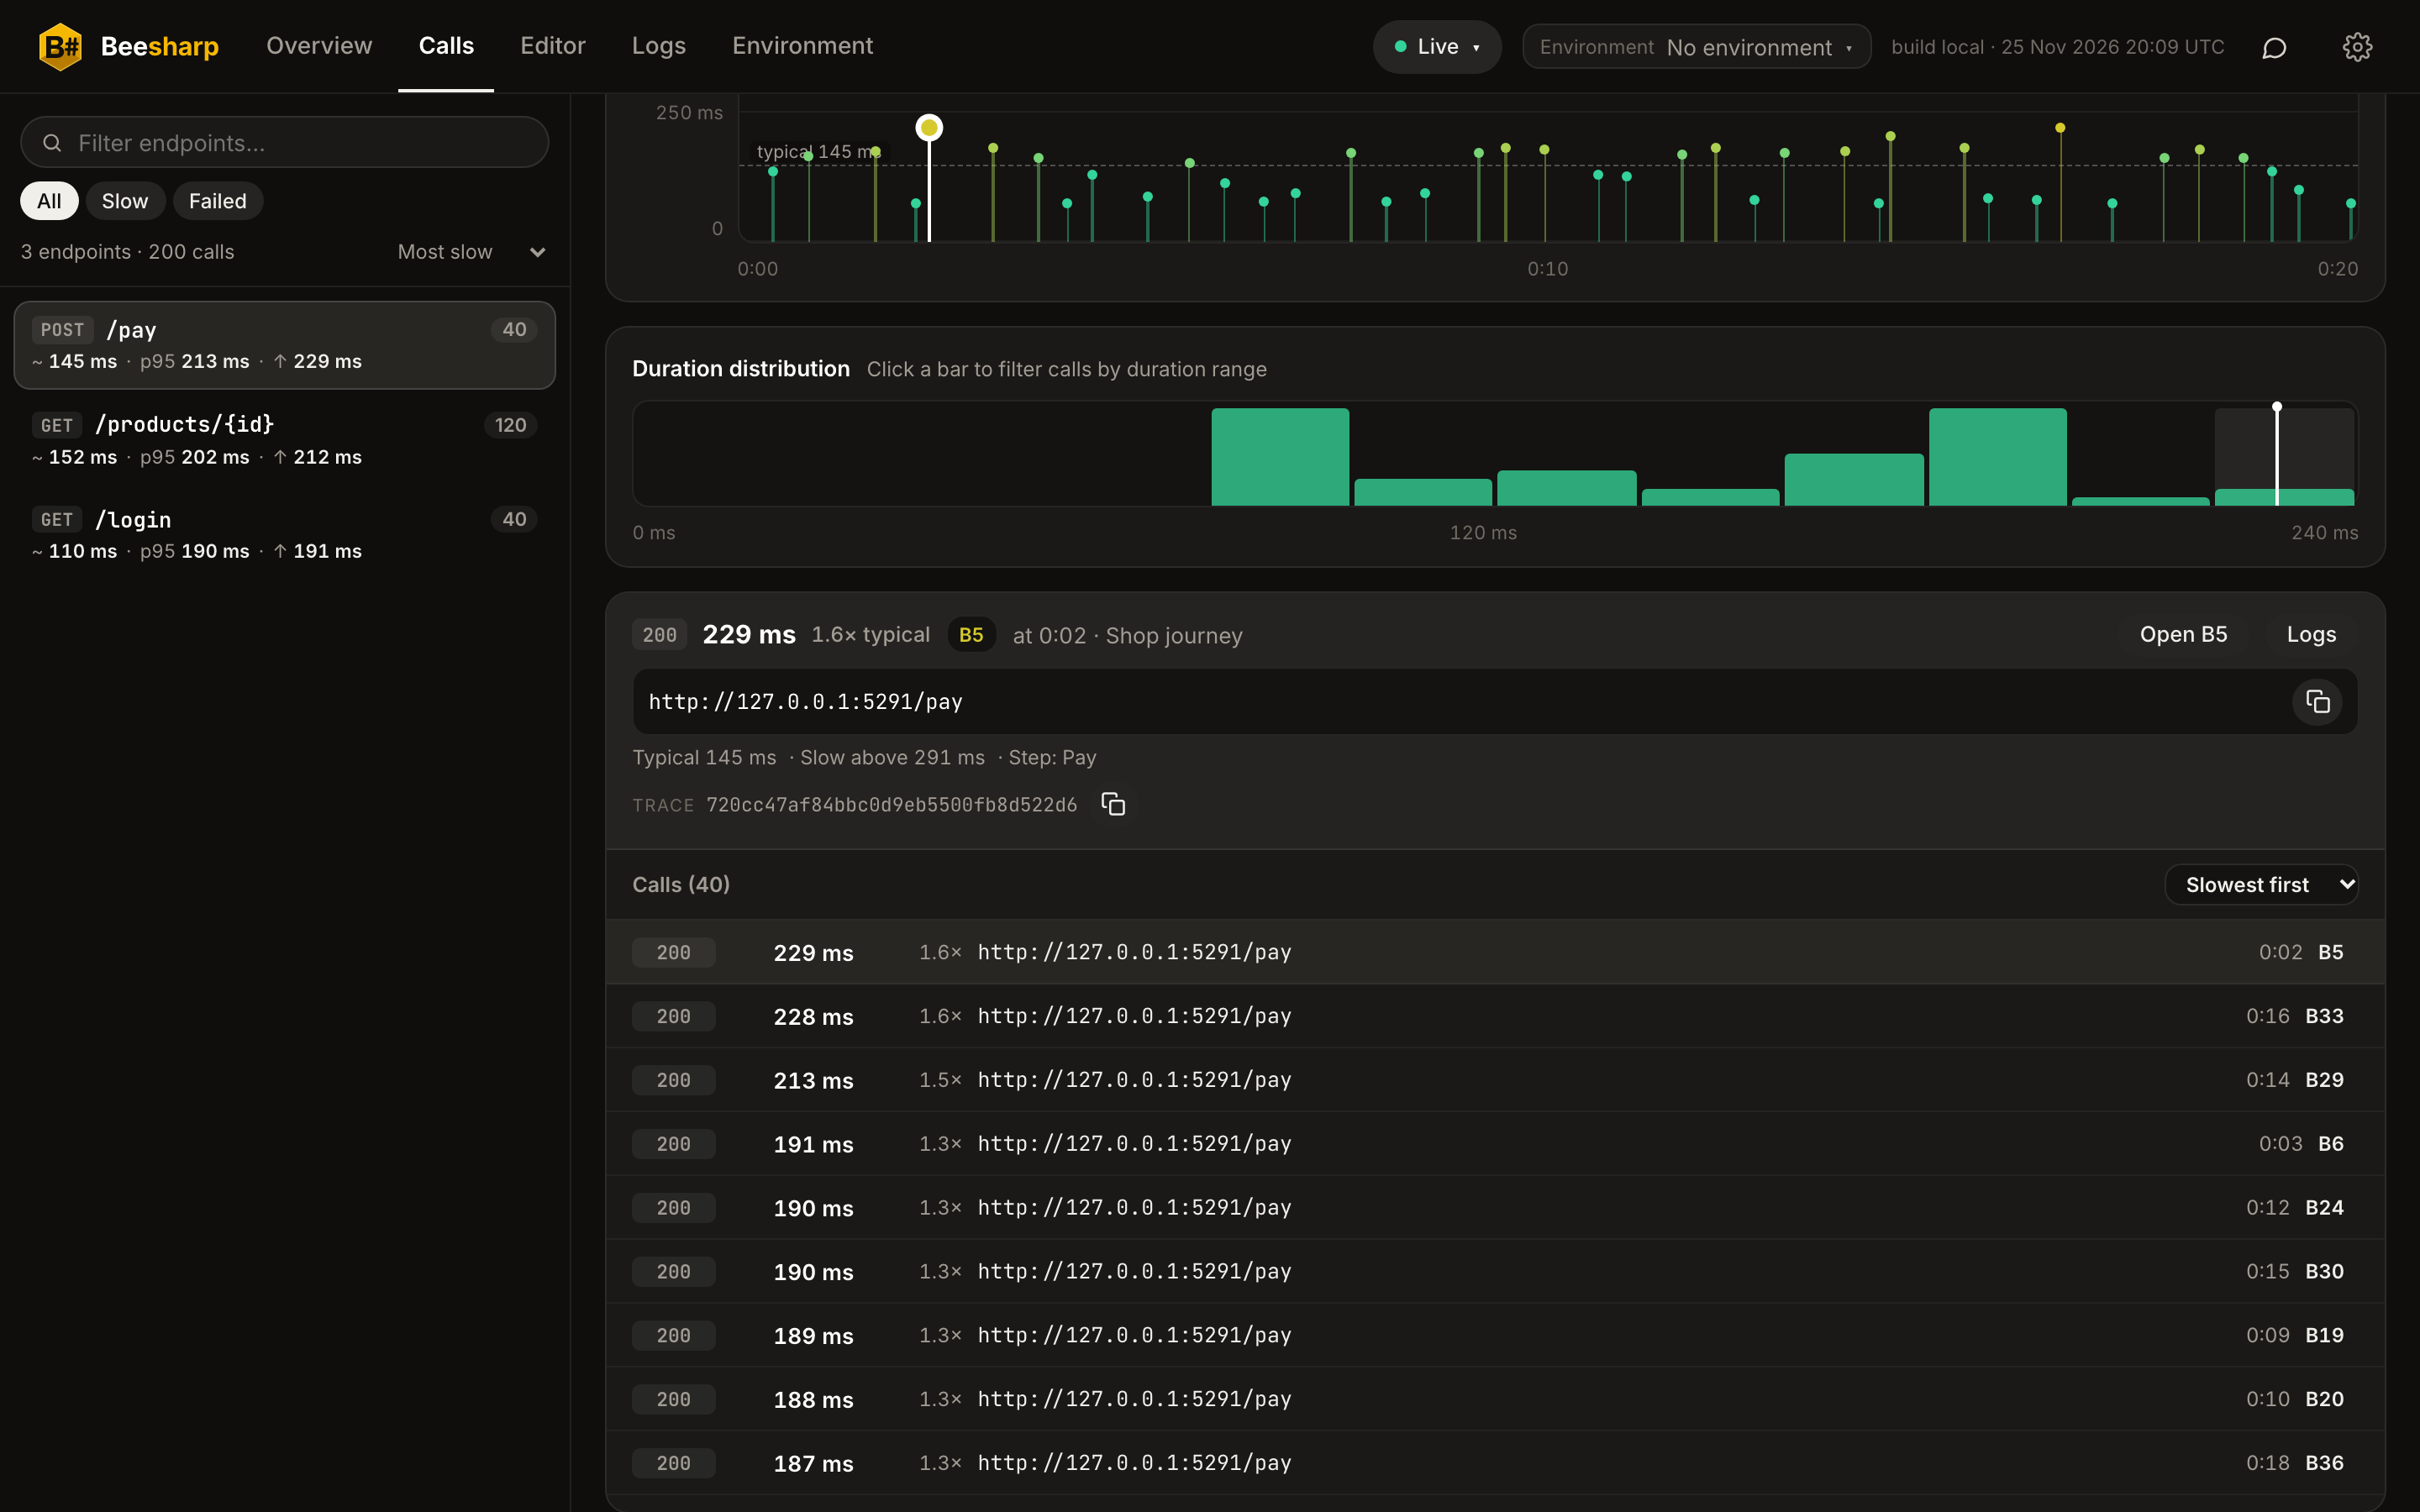 B# Beesharp Overview Calls Editor Logs Environment Live Environment No environment build local · 25 Nov 2026 20:09 UTC
Filter endpoints...
All Slow Failed
3 endpoints · 200 calls Most slow
POST /pay 40
~ 145 ms · p95 213 ms · ↑ 229 ms
GET /products/{id} 120
~ 152 ms · p95 202 ms · ↑ 212 ms
GET /login 40
~ 110 ms · p95 190 ms · ↑ 191 ms
250 ms
typical 145 ms
0
0:00 0:10 0:20
Duration distribution Click a bar to filter calls by duration range
0 ms 120 ms 240 ms
200 229 ms 1.6× typical B5 at 0:02 · Shop journey Open B5 Logs
http://127.0.0.1:5291/pay
Typical 145 ms · Slow above 291 ms · Step: Pay
TRACE 720cc47af84bbc0d9eb5500fb8d522d6
Calls (40) Slowest first
200 229 ms 1.6× http://127.0.0.1:5291/pay 0:02 B5
200 228 ms 1.6× http://127.0.0.1:5291/pay 0:16 B33
200 213 ms 1.5× http://127.0.0.1:5291/pay 0:14 B29
200 191 ms 1.3× http://127.0.0.1:5291/pay 0:03 B6
200 190 ms 1.3× http://127.0.0.1:5291/pay 0:12 B24
200 190 ms 1.3× http://127.0.0.1:5291/pay 0:15 B30
200 189 ms 1.3× http://127.0.0.1:5291/pay 0:09 B19
200 188 ms 1.3× http://127.0.0.1:5291/pay 0:10 B20
200 187 ms 1.3× http://127.0.0.1:5291/pay 0:18 B36